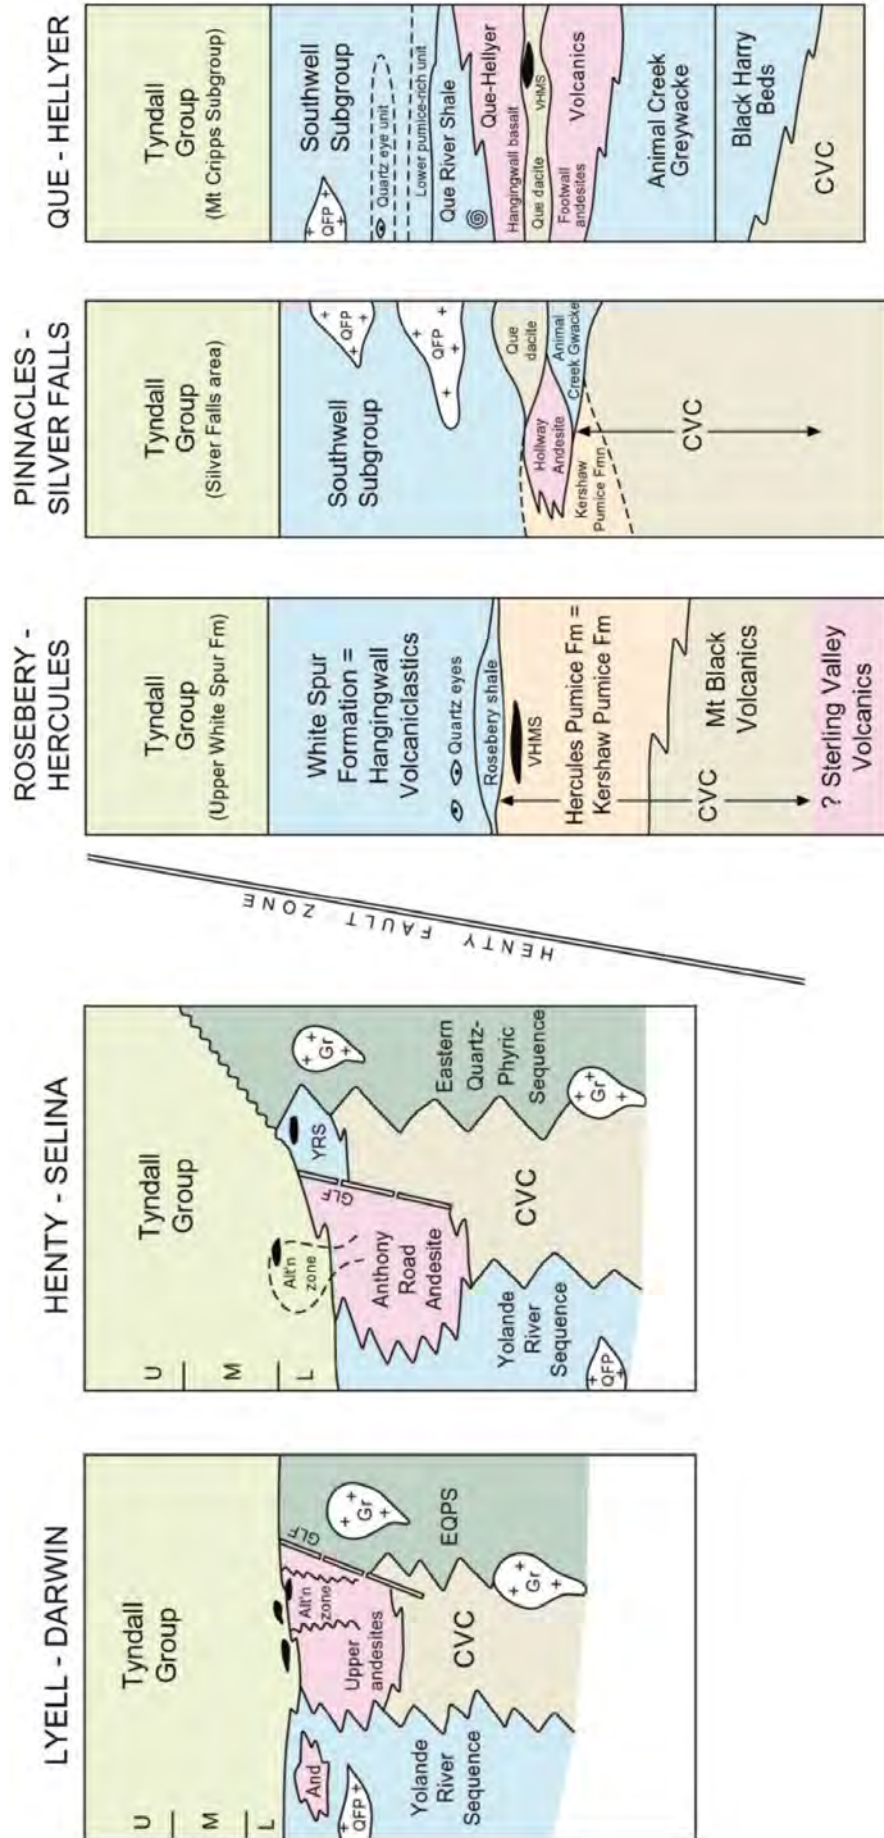 LYELL - DARWIN
Tyndall
Group
U
M
L
And
QFP
Upper
andesites
Alt'n
zone
GLF
Gr
EQPS
Gr
CVC
Yolande
River
Sequence
HENTY - SELINA
Tyndall
Group
U
M
L
Alt'n
zone
Anthony
Road
Andesite
GLF
YRS
Gr
Eastern
Quartz-
Phyric
Sequence
Gr
CVC
Yolande
River
Sequence
QFP
HENTY FAULT ZONE
ROSEBERY -
HERCULES
Tyndall
Group
(Upper White Spur Fm)
White Spur
Formation =
Hangingwall
Volcaniclastics
Quartz eyes
Rosebery shale
VHMS
Hercules Pumice Fm =
Kershaw Pumice Fm
CVC
Mt Black
Volcanics
? Sterling Valley
Volcanics
PINNACLES -
SILVER FALLS
Tyndall
Group
(Silver Falls area)
Southwell
Subgroup
QFP
QFP
Que
dacite
Hollway
Andesite
Animal
Creek Gwacke
Kershaw
Pumice Fmn
CVC
QUE - HELLYER
Tyndall
Group
(Mt Cripps Subgroup)
Southwell
Subgroup
QFP
Quartz eye unit
Lower pumice-rich unit
Que River Shale
Que-Hellyer
Hangingwall basalt
Que dacite
VHMS
Footwall
andesites
Volcanics
Animal Creek
Greywacke
Black Harry
Beds
CVC